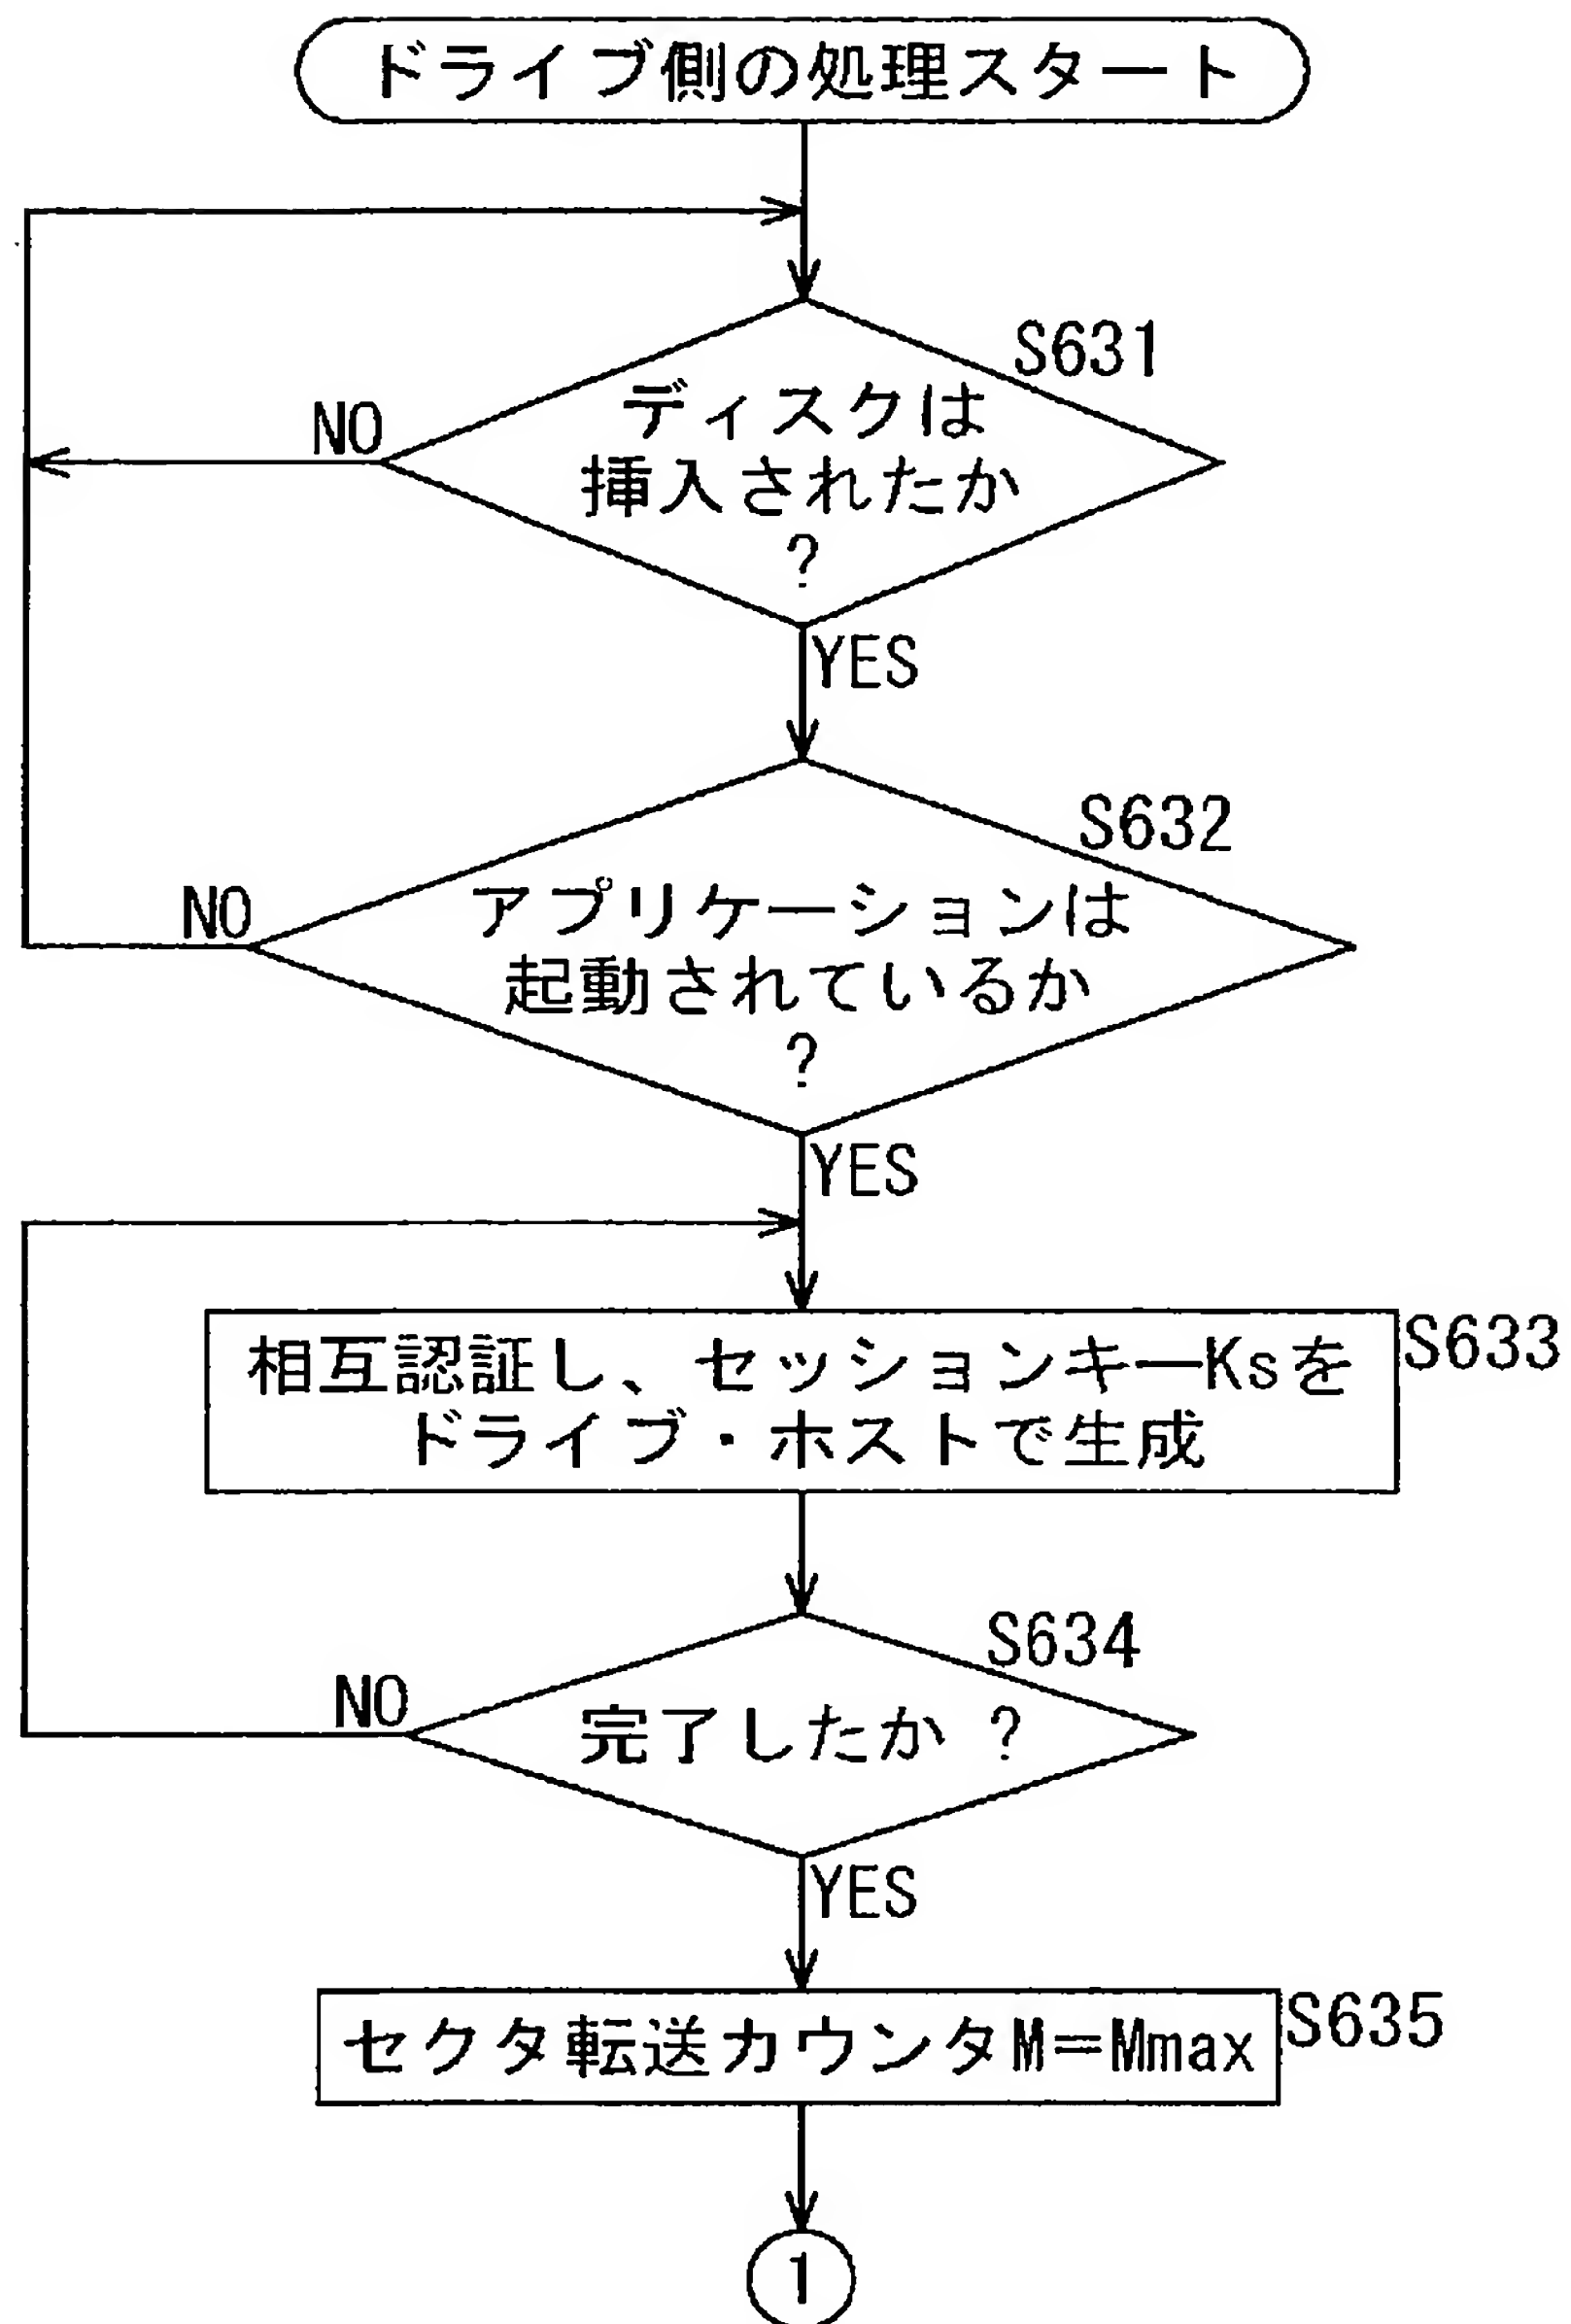 ドライブ側の処理スタート
S631
ディスクは
NO
挿入されたか
?
YES
S632
アプリケーションは
NO
起動されているか
?
YES
S633
相互認証し、セッションキーKsを
ドライブ・ホストで生成
S634
NO
完了したか ?
YES
S635
セクタ転送カウンタM=Mmax
1